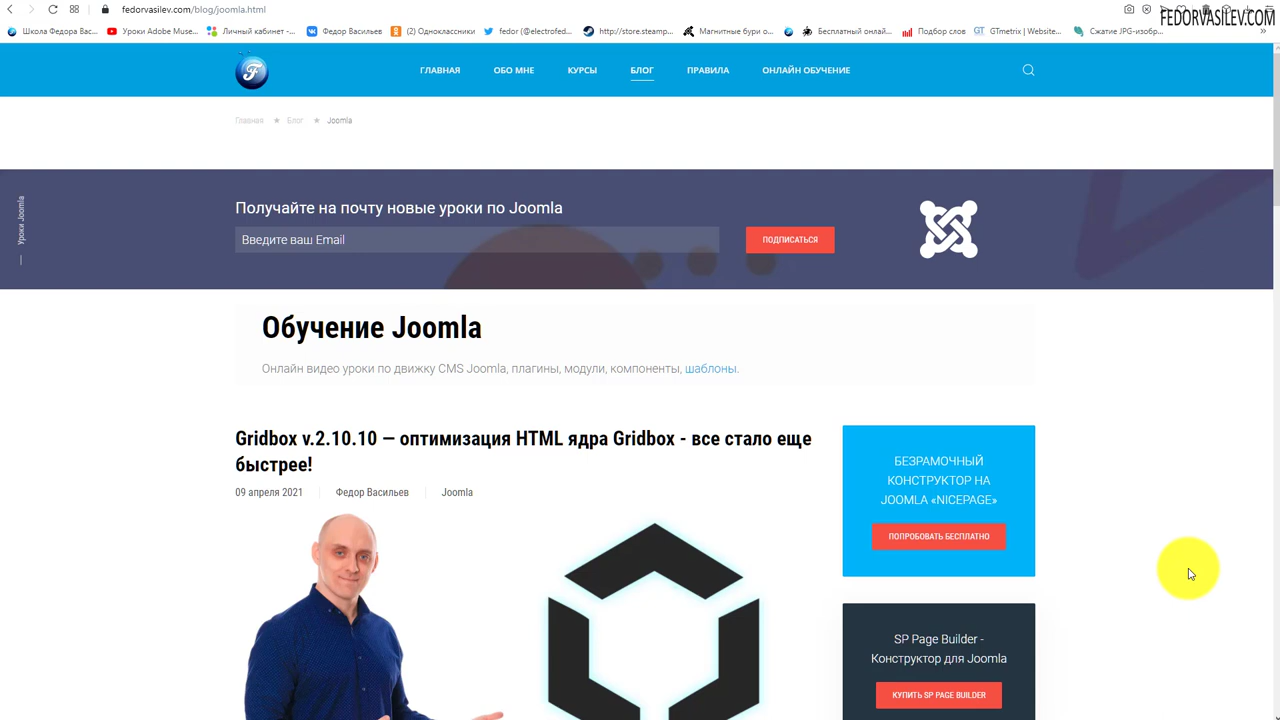 fedorvasilev.com/blog/joomla.html
FEDORVASILEV.COM
Школа Федора Вас...
Уроки Adobe Muse...
Личный кабинет -...
Федор Васильев
(2) Одноклассники
fedor (@electrofed...
http://store.steamp...
Магнитные бури о...
Бесплатный онлай...
Подбор слов
GTmetrix | Website...
Сжатие JPG-изобр...
ГЛАВНАЯ
ОБО МНЕ
КУРСЫ
БЛОГ
ПРАВИЛА
ОНЛАЙН ОБУЧЕНИЕ
Главная ★ Блог ★ Joomla
Уроки Joomla
Получайте на почту новые уроки по Joomla
Введите ваш Email
ПОДПИСАТЬСЯ
Обучение Joomla
Онлайн видео уроки по движку CMS Joomla, плагины, модули, компоненты, шаблоны.
Gridbox v.2.10.10 — оптимизация HTML ядра Gridbox - все стало еще
быстрее!
09 апреля 2021
Федор Васильев
Joomla
БЕЗРАМОЧНЫЙ
КОНСТРУКТОР НА
JOOMLA «NICEPAGE»
ПОПРОБОВАТЬ БЕСПЛАТНО
SP Page Builder -
Конструктор для Joomla
КУПИТЬ SP PAGE BUILDER